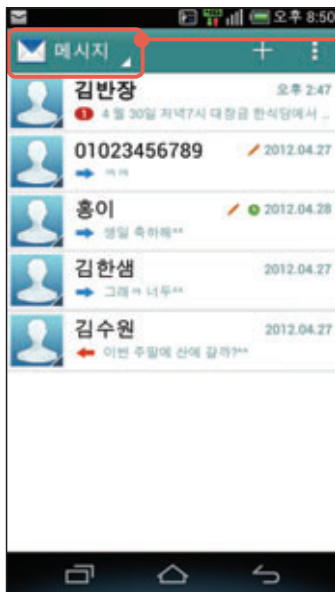 오후 8:50
메시지
김반장
오후 2:47
1 4월 30일 저녁7시 대장금 한식당에서 ..
01023456789
2012.04.27
ㅋㅋ
홍이
2012.04.28
생일 축하해^^
김한샘
2012.04.27
그래ㅋ 너두^^
김수원
2012.04.27
이번 주말에 산에 갈까?^^